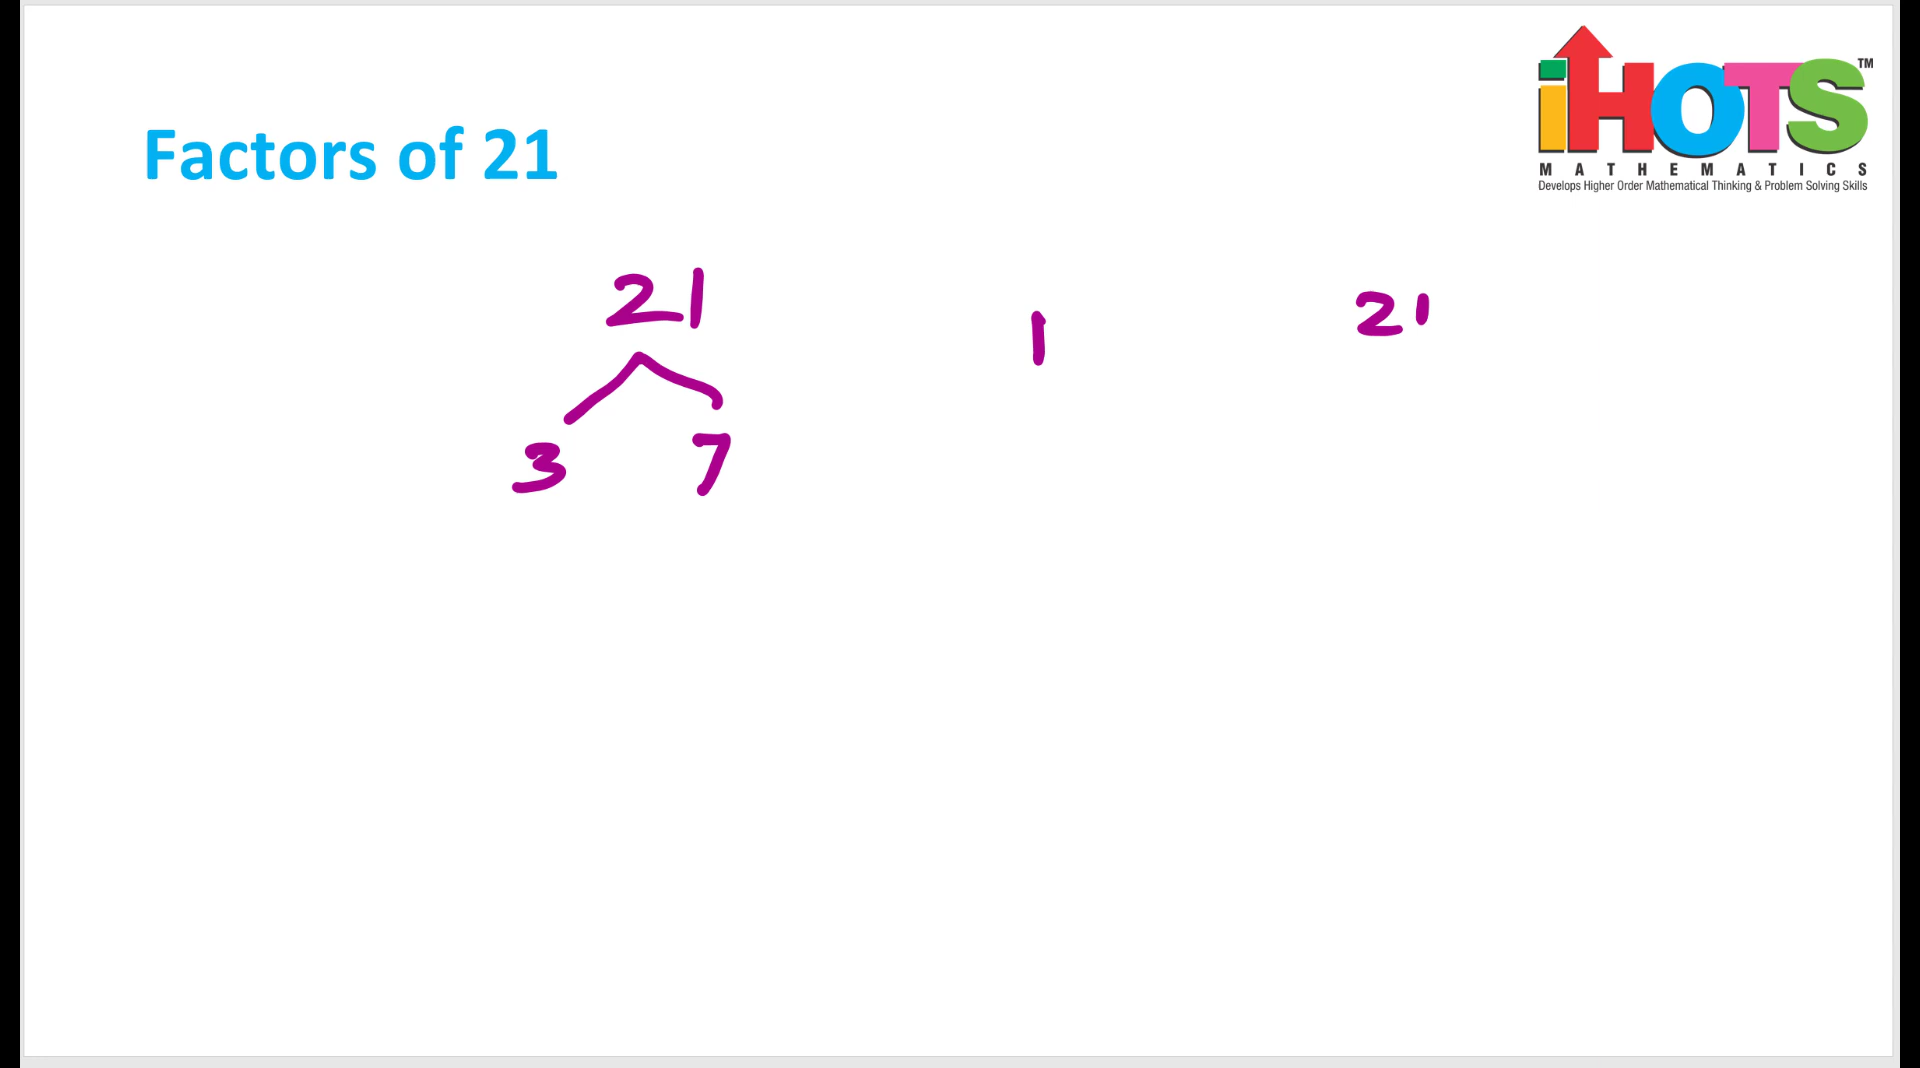 iHOTS™
MATHEMATICS
Develops Higher Order Mathematical Thinking & Problem Solving Skills
Factors of 21
21 1 21
3 7